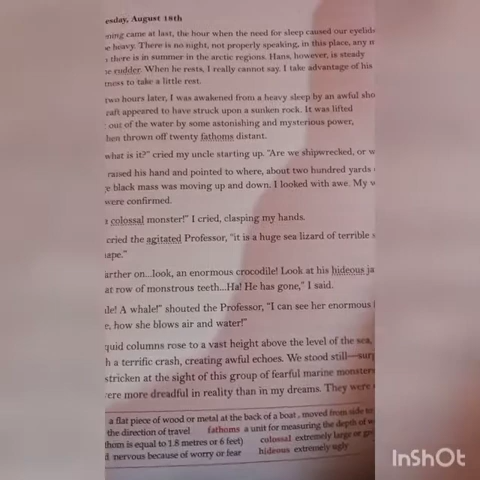 esday, August 18th
ning came at last, the hour when the need for sleep caused our eyelids
e heavy. There is no night, not properly speaking, in this place, any m
s there is in summer in the arctic regions. Hans, however, is steady
he rudder. When he rests, I really cannot say. I take advantage of his
tness to take a little rest.
two hours later, I was awakened from a heavy sleep by an awful sho
raft appeared to have struck upon a sunken rock. It was lifted
out of the water by some astonishing and mysterious power,
hen thrown off twenty fathoms distant.
what is it?" cried my uncle starting up. "Are we shipwrecked, or w
raised his hand and pointed to where, about two hundred yards
e black mass was moving up and down. I looked with awe. My w
were confirmed.
a colossal monster!" I cried, clasping my hands.
cried the agitated Professor, "it is a huge sea lizard of terrible s
ape."
arther on...look, an enormous crocodile! Look at his hideous ja
at row of monstrous teeth...Ha! He has gone," I said.
le! A whale!" shouted the Professor, "I can see her enormous
e, how she blows air and water!"
quid columns rose to a vast height above the level of the sea,
h a terrific crash, creating awful echoes. We stood still—surp
stricken at the sight of this group of fearful marine monsters
ere more dreadful in reality than in my dreams. They were
a flat piece of wood or metal at the back of a boat, moved from side to
the direction of travel fathoms a unit for measuring the depth of w
thom is equal to 1.8 metres or 6 feet) colossal extremely large or gr
d nervous because of worry or fear hideous extremely ugly
InShOt